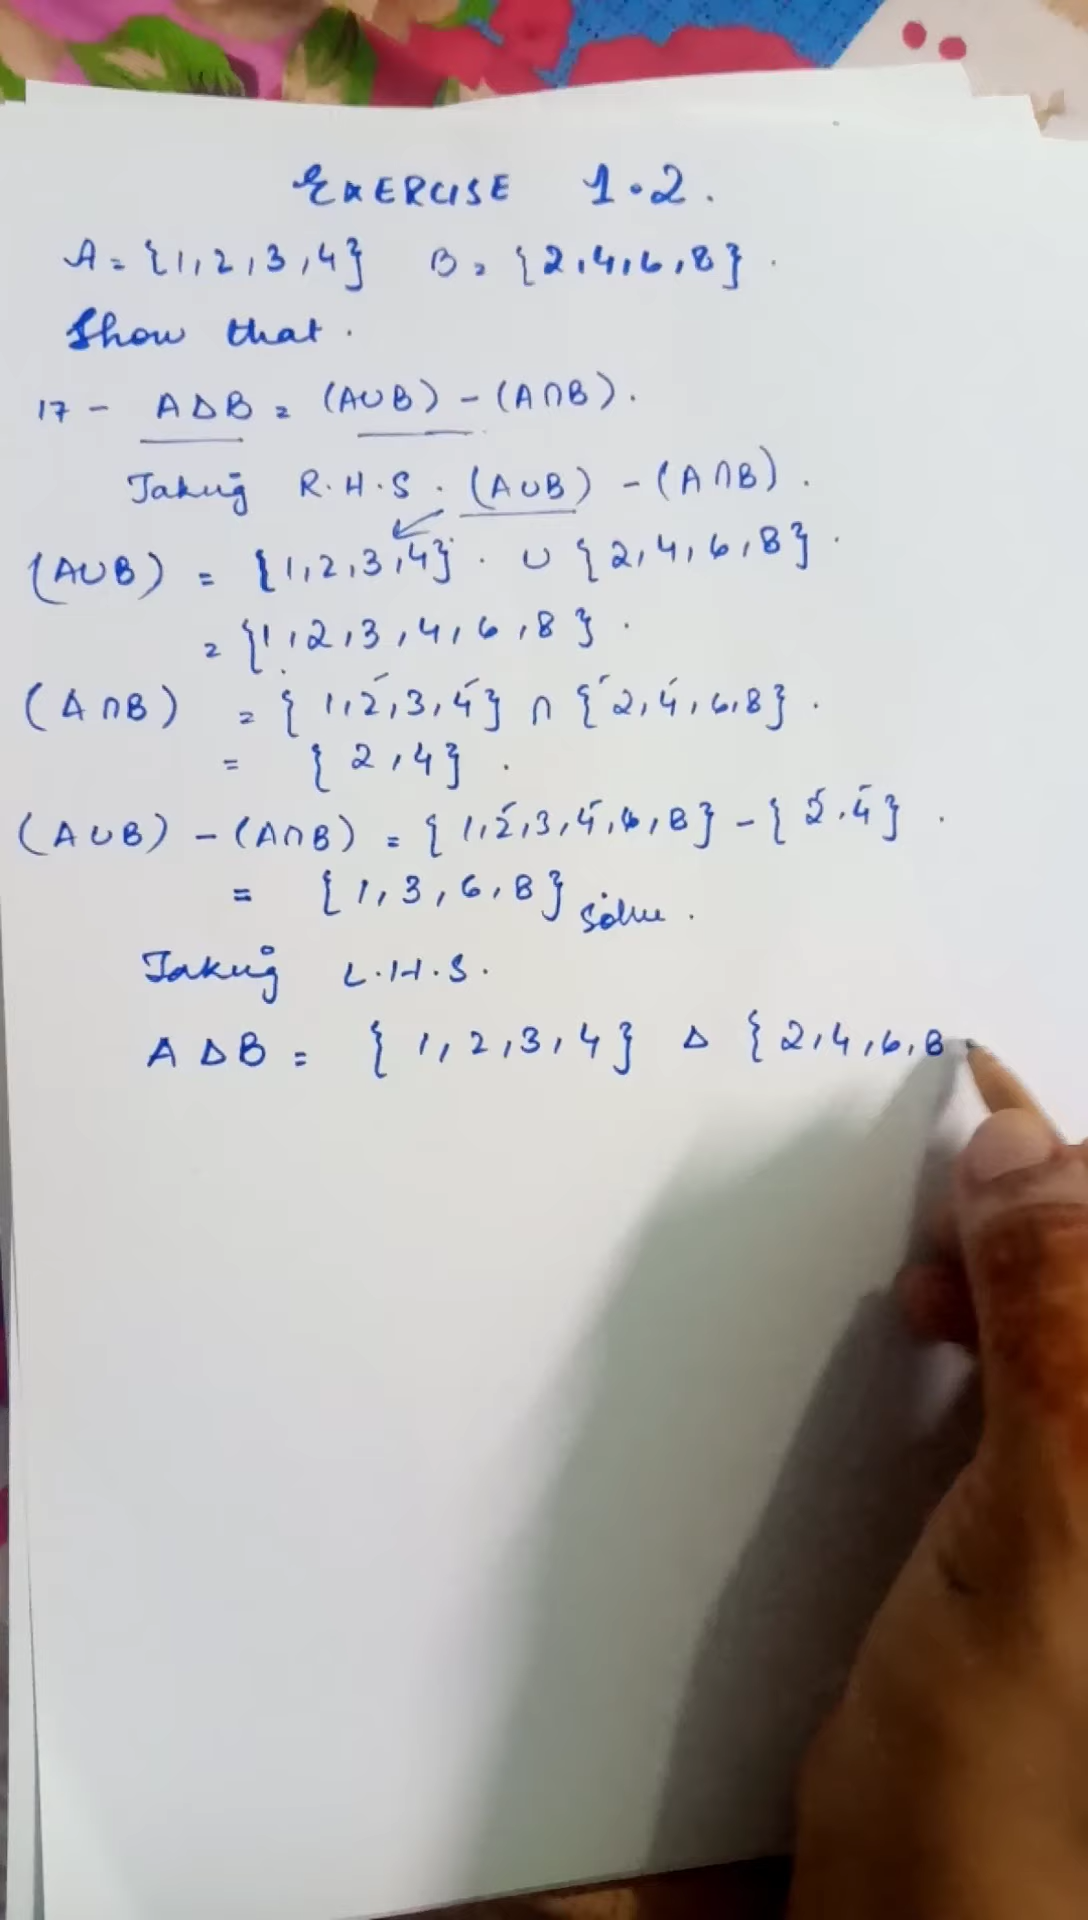 EXERCISE 1.2.
A = {1,2,3,4} B = {2,4,6,8}.
Show that.
17 - A Δ B = (A∪B) - (A∩B).
Taking R.H.S. (A∪B) - (A∩B).
(A∪B) = {1,2,3,4}. ∪ {2,4,6,8}.
= {1,2,3,4,6,8}.
(A∩B) = {1,2,3,4} ∩ {2,4,6,8}.
= {2,4}.
(A∪B) - (A∩B) = {1,2,3,4,6,8} - {2,4}.
= {1,3,6,8}
Taking L.H.S.
A Δ B = {1,2,3,4} Δ {2,4,6,8